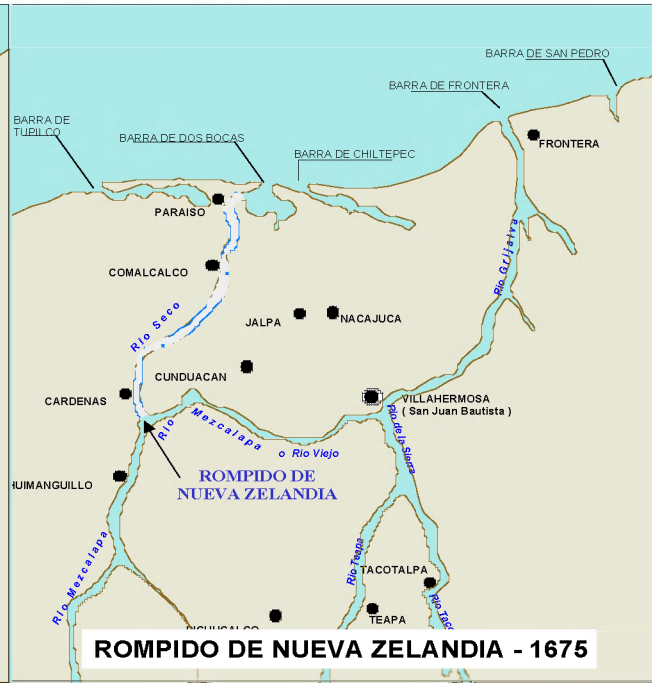 BARRA DE SAN PEDRO
BARRA DE FRONTERA
BARRA DE
TUPILCO
BARRA DE DOS BOCAS
BARRA DE CHILTEPEC
FRONTERA
PARAISO
COMALCALCO
Rio Grijalva
Rio Seco
JALPA
NACAJUCA
CUNDUACAN
CARDENAS
VILLAHERMOSA
( San Juan Bautista )
Rio Mezcalapa
o Rio Viejo
Rio de la Sierra
ROMPIDO DE
NUEVA ZELANDIA
HUIMANGUILLO
Rio Mezcalapa
Rio Teapa
TACOTALPA
Rio Taco
TEAPA
ROMPIDO DE NUEVA ZELANDIA - 1675